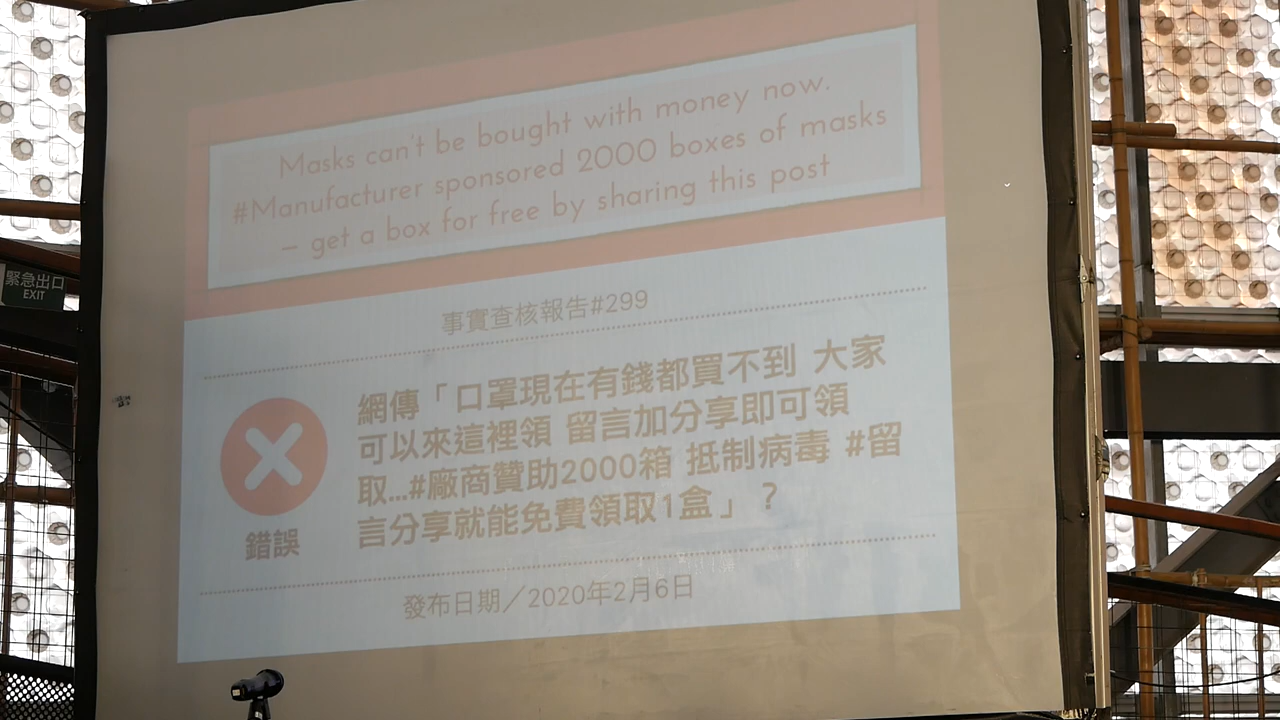 Masks can't be bought with money now.
#Manufacturer sponsored 2000 boxes of masks
– get a box for free by sharing this post
事實查核報告#299
網傳「口罩現在有錢都買不到 大家
可以來這裡領 留言加分享即可領
取...#廠商贊助2000箱 抵制病毒 #留
言分享就能免費領取1盒」？
錯誤
發布日期／2020年2月6日
緊急出口
EXIT